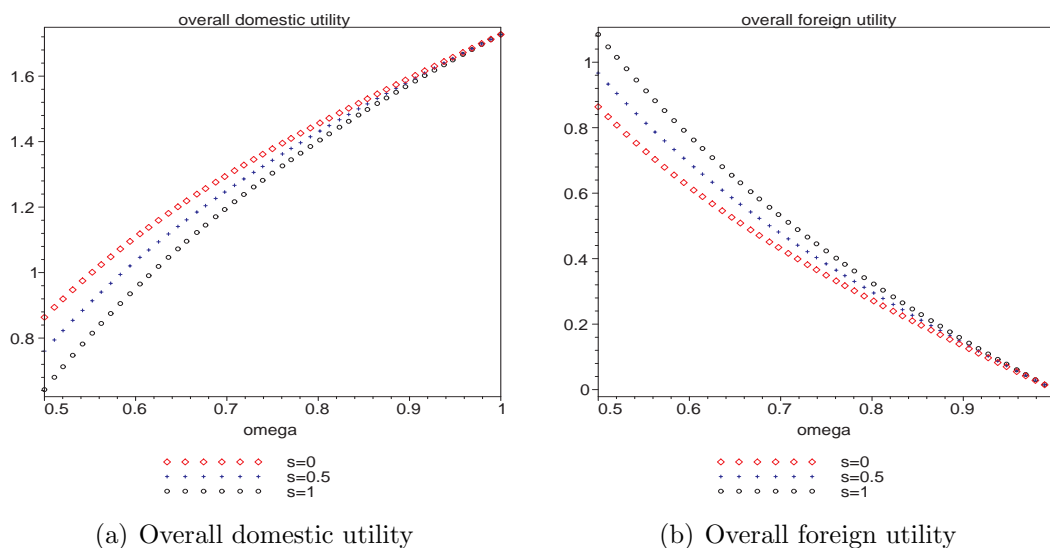 overall domestic utility
1.6
1.4
1.2
1
0.8
0.5 0.6 0.7 0.8 0.9 1
omega
s=0
s=0.5
s=1
(a) Overall domestic utility
overall foreign utility
1
0.8
0.6
0.4
0.2
0
0.5 0.6 0.7 0.8 0.9
omega
s=0
s=0.5
s=1
(b) Overall foreign utility